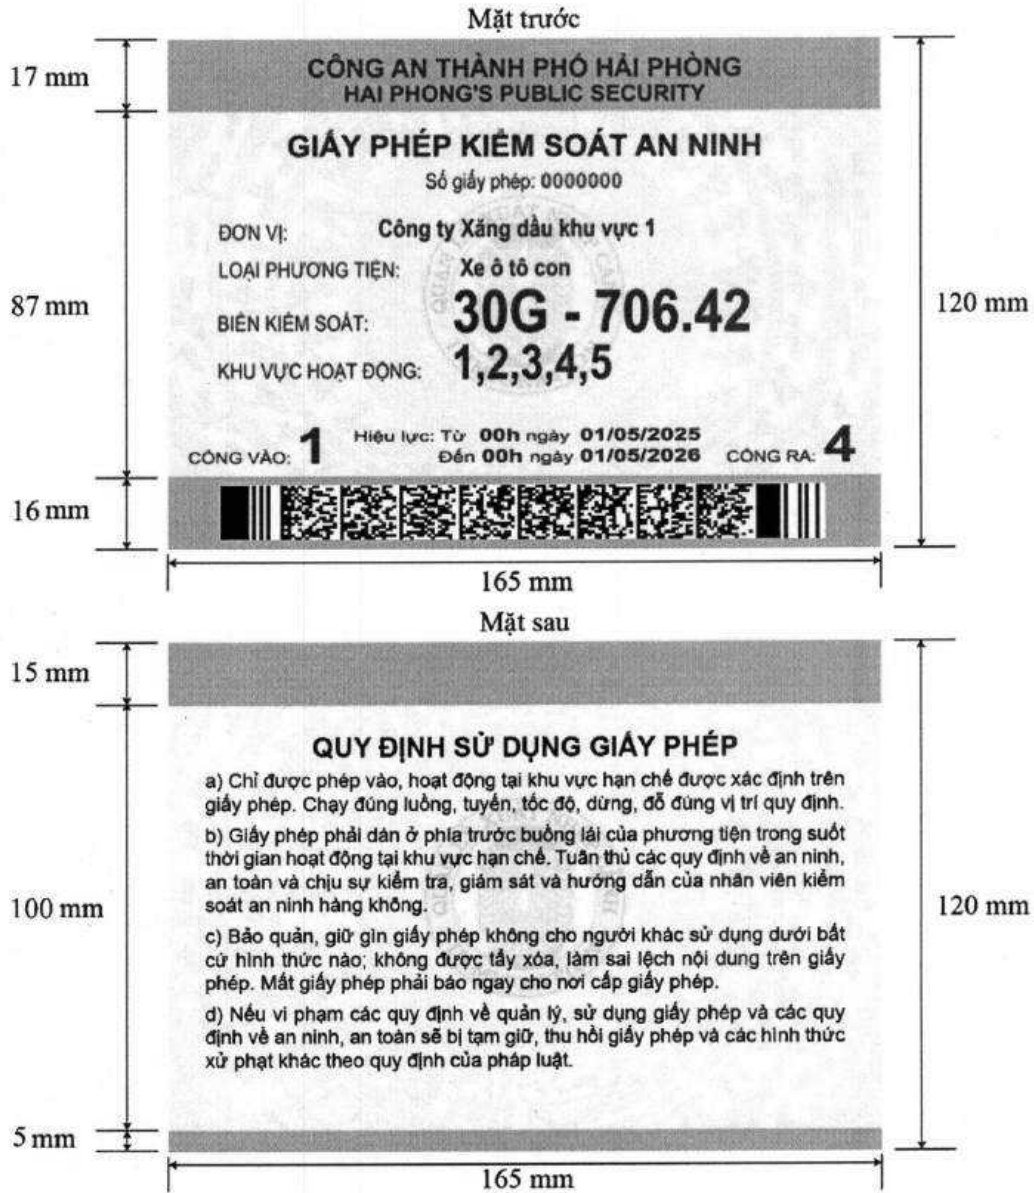 Mặt trước
17 mm
CÔNG AN THÀNH PHỐ HẢI PHÒNG
HAI PHONG'S PUBLIC SECURITY
GIẤY PHÉP KIỂM SOÁT AN NINH
Số giấy phép: 0000000
ĐƠN VỊ: Công ty Xăng dầu khu vực 1
LOẠI PHƯƠNG TIỆN: Xe ô tô con
87 mm
BIỂN KIỂM SOÁT: 30G - 706.42
120 mm
KHU VỰC HOẠT ĐỘNG: 1,2,3,4,5
CỔNG VÀO: 1
Hiệu lực: Từ 00h ngày 01/05/2025
Đến 00h ngày 01/05/2026
CỔNG RA: 4
16 mm
165 mm
Mặt sau
15 mm
QUY ĐỊNH SỬ DỤNG GIẤY PHÉP
a) Chỉ được phép vào, hoạt động tại khu vực hạn chế được xác định trên
giấy phép. Chạy đúng luồng, tuyến, tốc độ, dừng, đỗ đúng vị trí quy định.
b) Giấy phép phải dán ở phía trước buồng lái của phương tiện trong suốt
thời gian hoạt động tại khu vực hạn chế. Tuân thủ các quy định về an ninh,
an toàn và chịu sự kiểm tra, giám sát và hướng dẫn của nhân viên kiểm
soát an ninh hàng không.
100 mm
120 mm
c) Bảo quản, giữ gìn giấy phép không cho người khác sử dụng dưới bất
cứ hình thức nào; không được tẩy xóa, làm sai lệch nội dung trên giấy
phép. Mất giấy phép phải báo ngay cho nơi cấp giấy phép.
d) Nếu vi phạm các quy định về quản lý, sử dụng giấy phép và các quy
định về an ninh, an toàn sẽ bị tạm giữ, thu hồi giấy phép và các hình thức
xử phạt khác theo quy định của pháp luật.
5 mm
165 mm